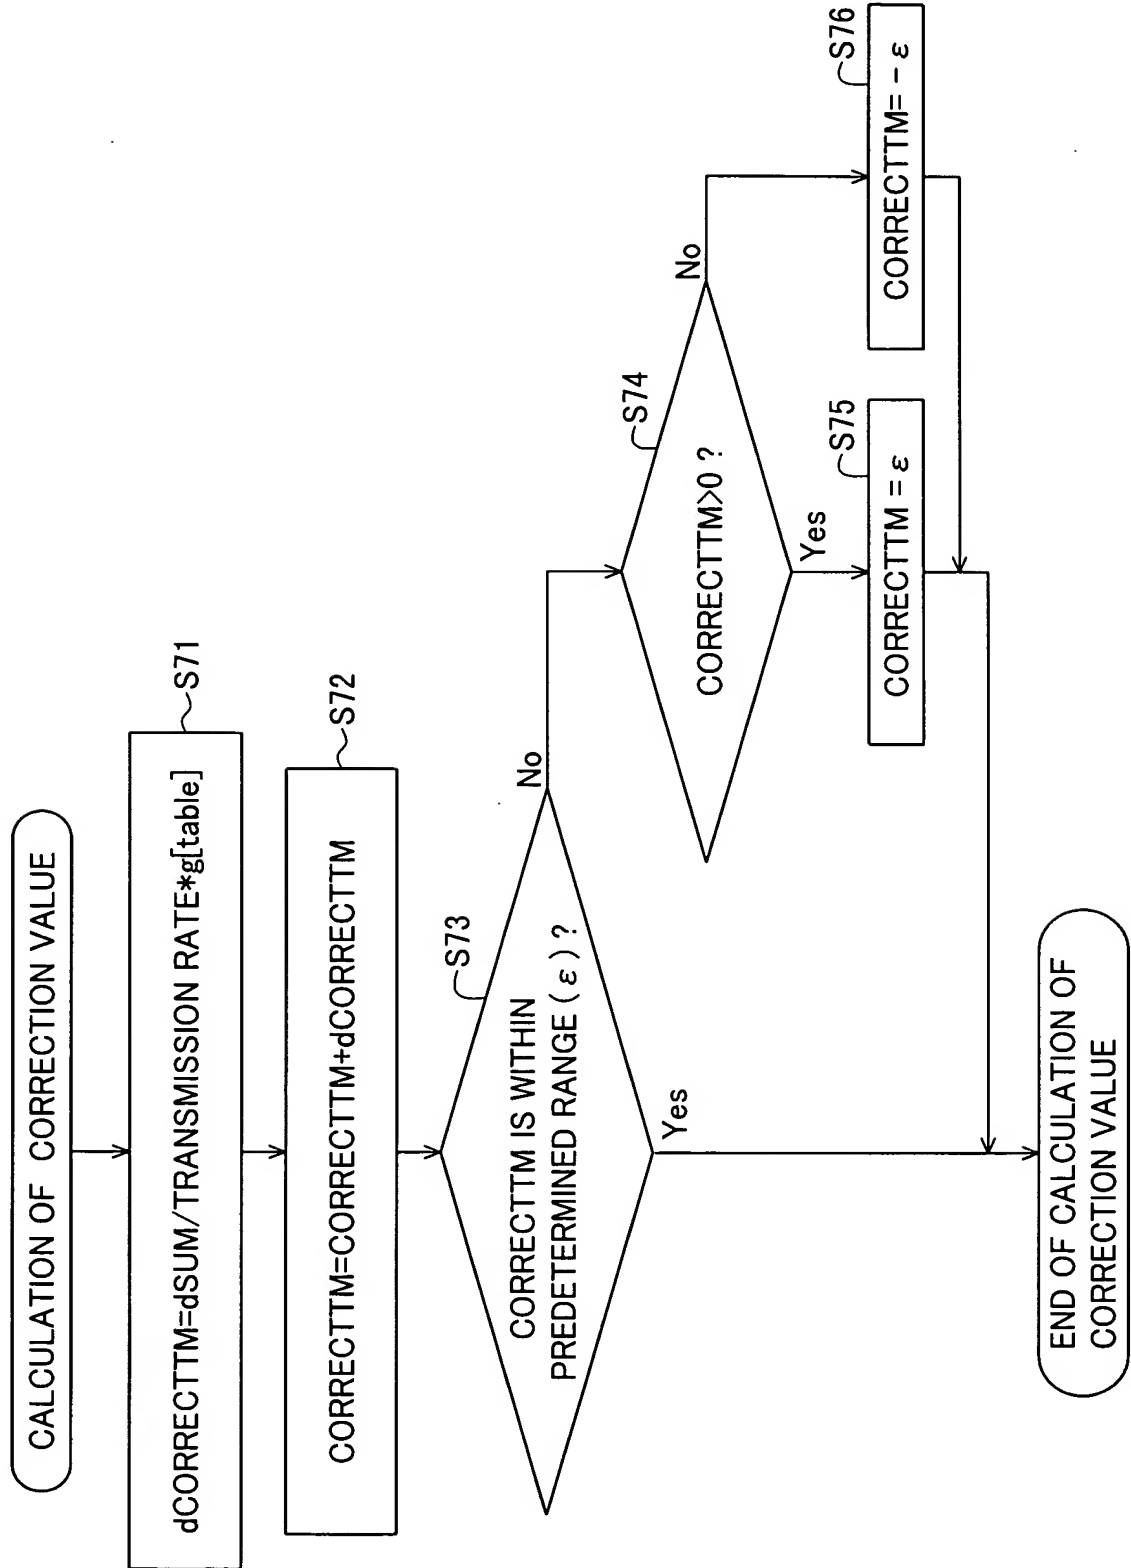 CALCULATION OF CORRECTION VALUE
dCORRECTTM=dSUM/TRANSMISSION RATE*g[table]
S71
CORRECTTM=CORRECTTM+dCORRECTTM
S72
CORRECTTM IS WITHIN
PREDETERMINED RANGE (ε) ?
S73
No
Yes
CORRECTTM>0 ?
S74
No
Yes
CORRECTTM = ε
S75
CORRECTTM= - ε
S76
END OF CALCULATION OF
CORRECTION VALUE